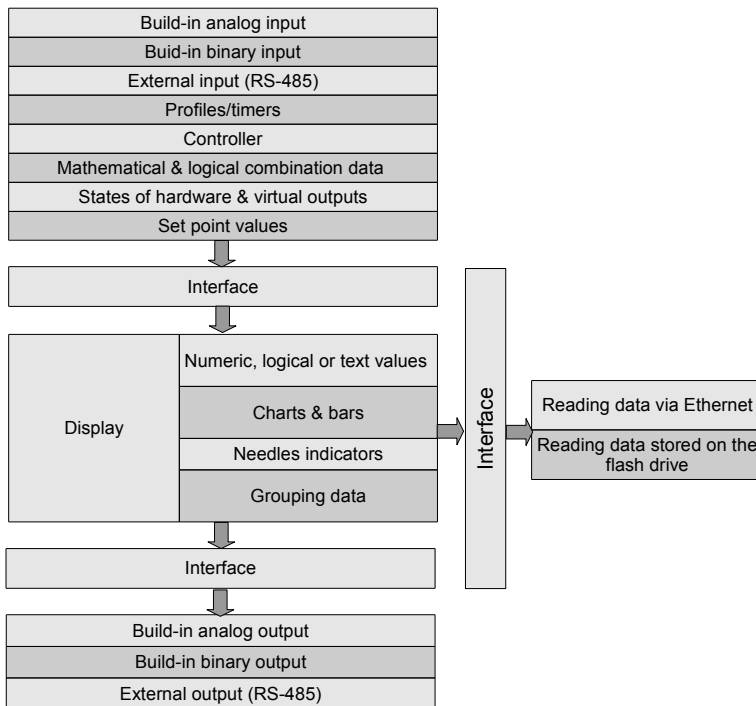 Build-in analog input
Buid-in binary input
External input (RS-485)
Profiles/timers
Controller
Mathematical & logical combination data
States of hardware & virtual outputs
Set point values
Interface
Display
Numeric, logical or text values
Charts & bars
Needles indicators
Grouping data
Interface
Reading data via Ethernet
Reading data stored on the
flash drive
Interface
Build-in analog output
Build-in binary output
External output (RS-485)